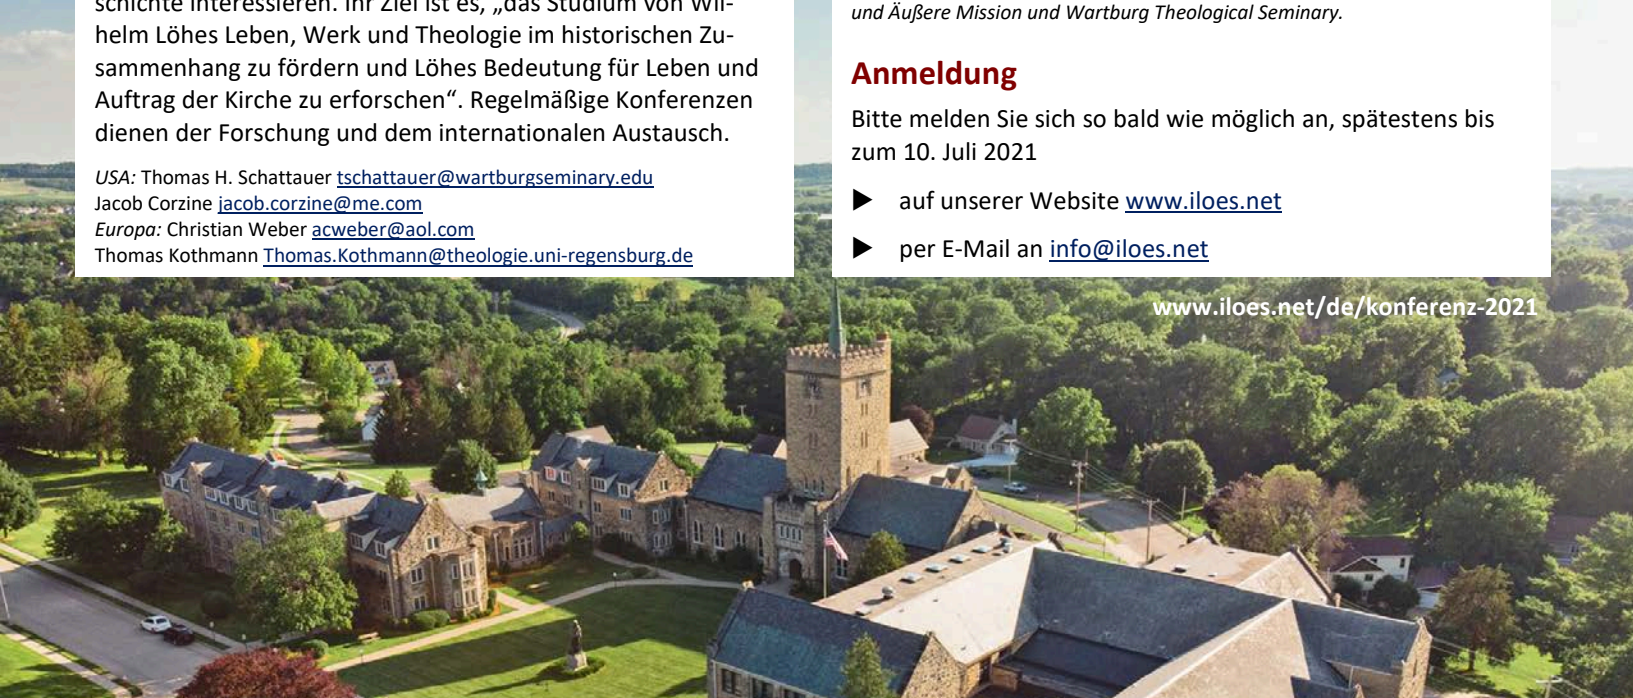 schichte interessieren. Ihr Ziel ist es, „das Studium von Wil-
helm Löhes Leben, Werk und Theologie im historischen Zu-
sammenhang zu fördern und Löhes Bedeutung für Leben und
Auftrag der Kirche zu erforschen“. Regelmäßige Konferenzen
dienen der Forschung und dem internationalen Austausch.
USA: Thomas H. Schattauer tschattauer@wartburgseminary.edu
Jacob Corzine jacob.corzine@me.com
Europa: Christian Weber acweber@aol.com
Thomas Kothmann Thomas.Kothmann@theologie.uni-regensburg.de
und Äußere Mission und Wartburg Theological Seminary.
Anmeldung
Bitte melden Sie sich so bald wie möglich an, spätestens bis
zum 10. Juli 2021
▶ auf unserer Website www.iloes.net
▶ per E-Mail an info@iloes.net
www.iloes.net/de/konferenz-2021